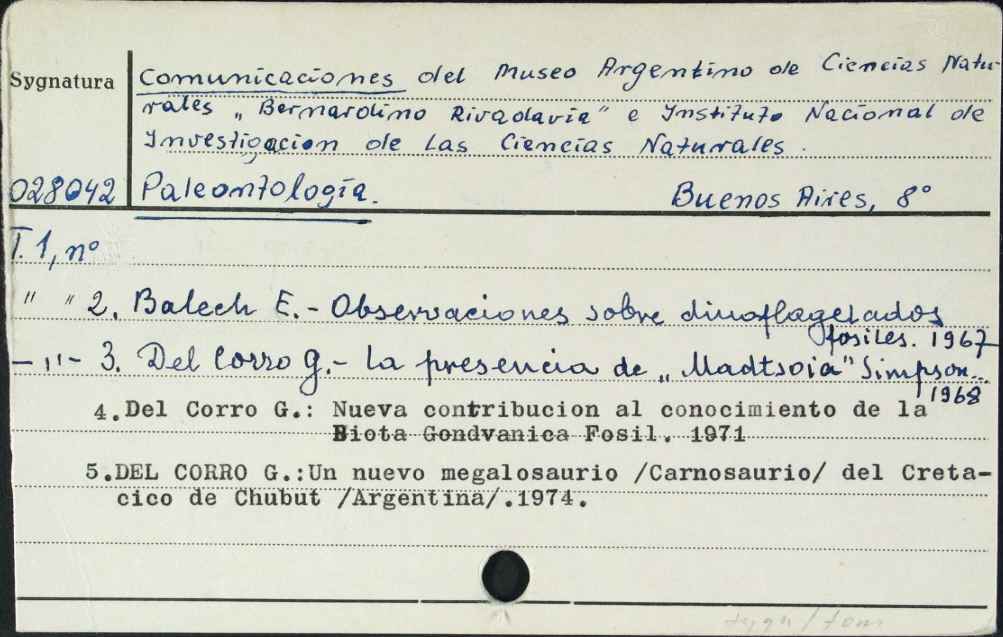 Sygnatura
Comunicaciones del Museo Argentino de Ciencias Natu-
rales „Bernardino Rivadavia" e Instituto Nacional de
Investigacion de Las Ciencias Naturales.
028042 Paleontología. Buenos Aires, 8°
T. 1, n°
" " 2. Balech E.- Observaciones sobre dinoflagelados
fosiles. 1967
- " - 3. Del Corro G.- La presencia de „Madtsoia" Simpson...
1968
4. Del Corro G.: Nueva contribucion al conocimiento de la
Biota Gondvanica Fosil. 1971
5. DEL CORRO G.:Un nuevo megalosaurio /Carnosaurio/ del Creta-
cico de Chubut /Argentina/.1974.